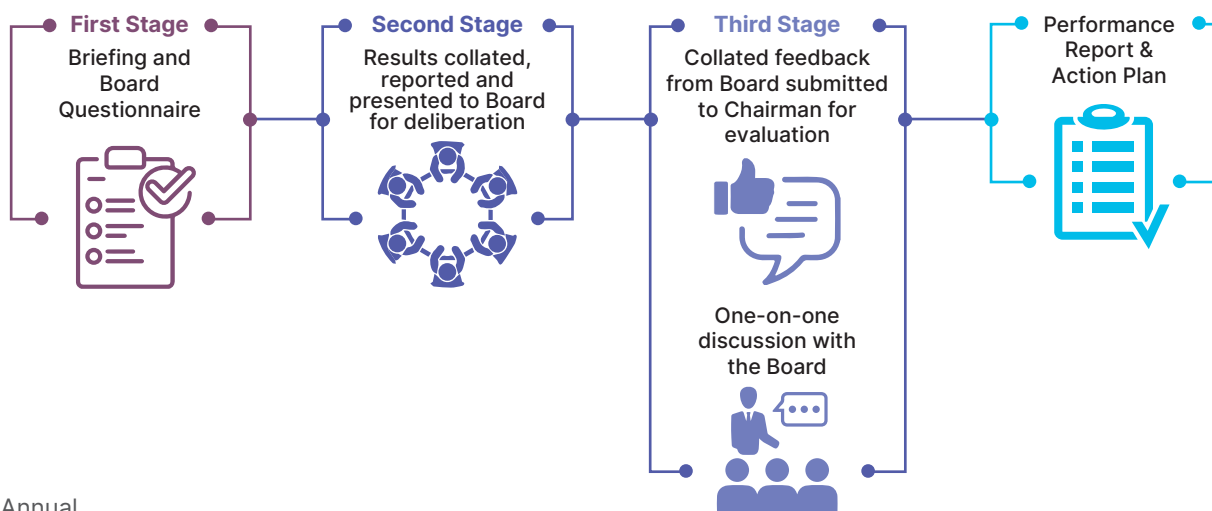 First Stage
Briefing and
Board
Questionnaire
Second Stage
Results collated,
reported and
presented to Board
for deliberation
Third Stage
Collated feedback
from Board submitted
to Chairman for
evaluation
One-on-one
discussion with
the Board
Performance
Report &
Action Plan
Annual